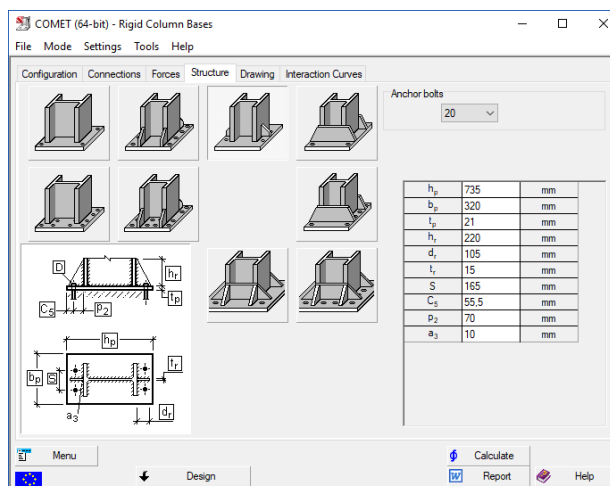 COMET (64-bit) - Rigid Column Bases
File Mode Settings Tools Help
Configuration Connections Forces Structure Drawing Interaction Curves
Anchor bolts
20
hp 735 mm
bp 320 mm
tp 21 mm
hr 220 mm
dr 105 mm
tr 15 mm
S 165 mm
C5 55,5 mm
p2 70 mm
a3 10 mm
D
hr
tp
C5 p2
hp
bp S tr
a3 dr
Menu Calculate
Design Report Help